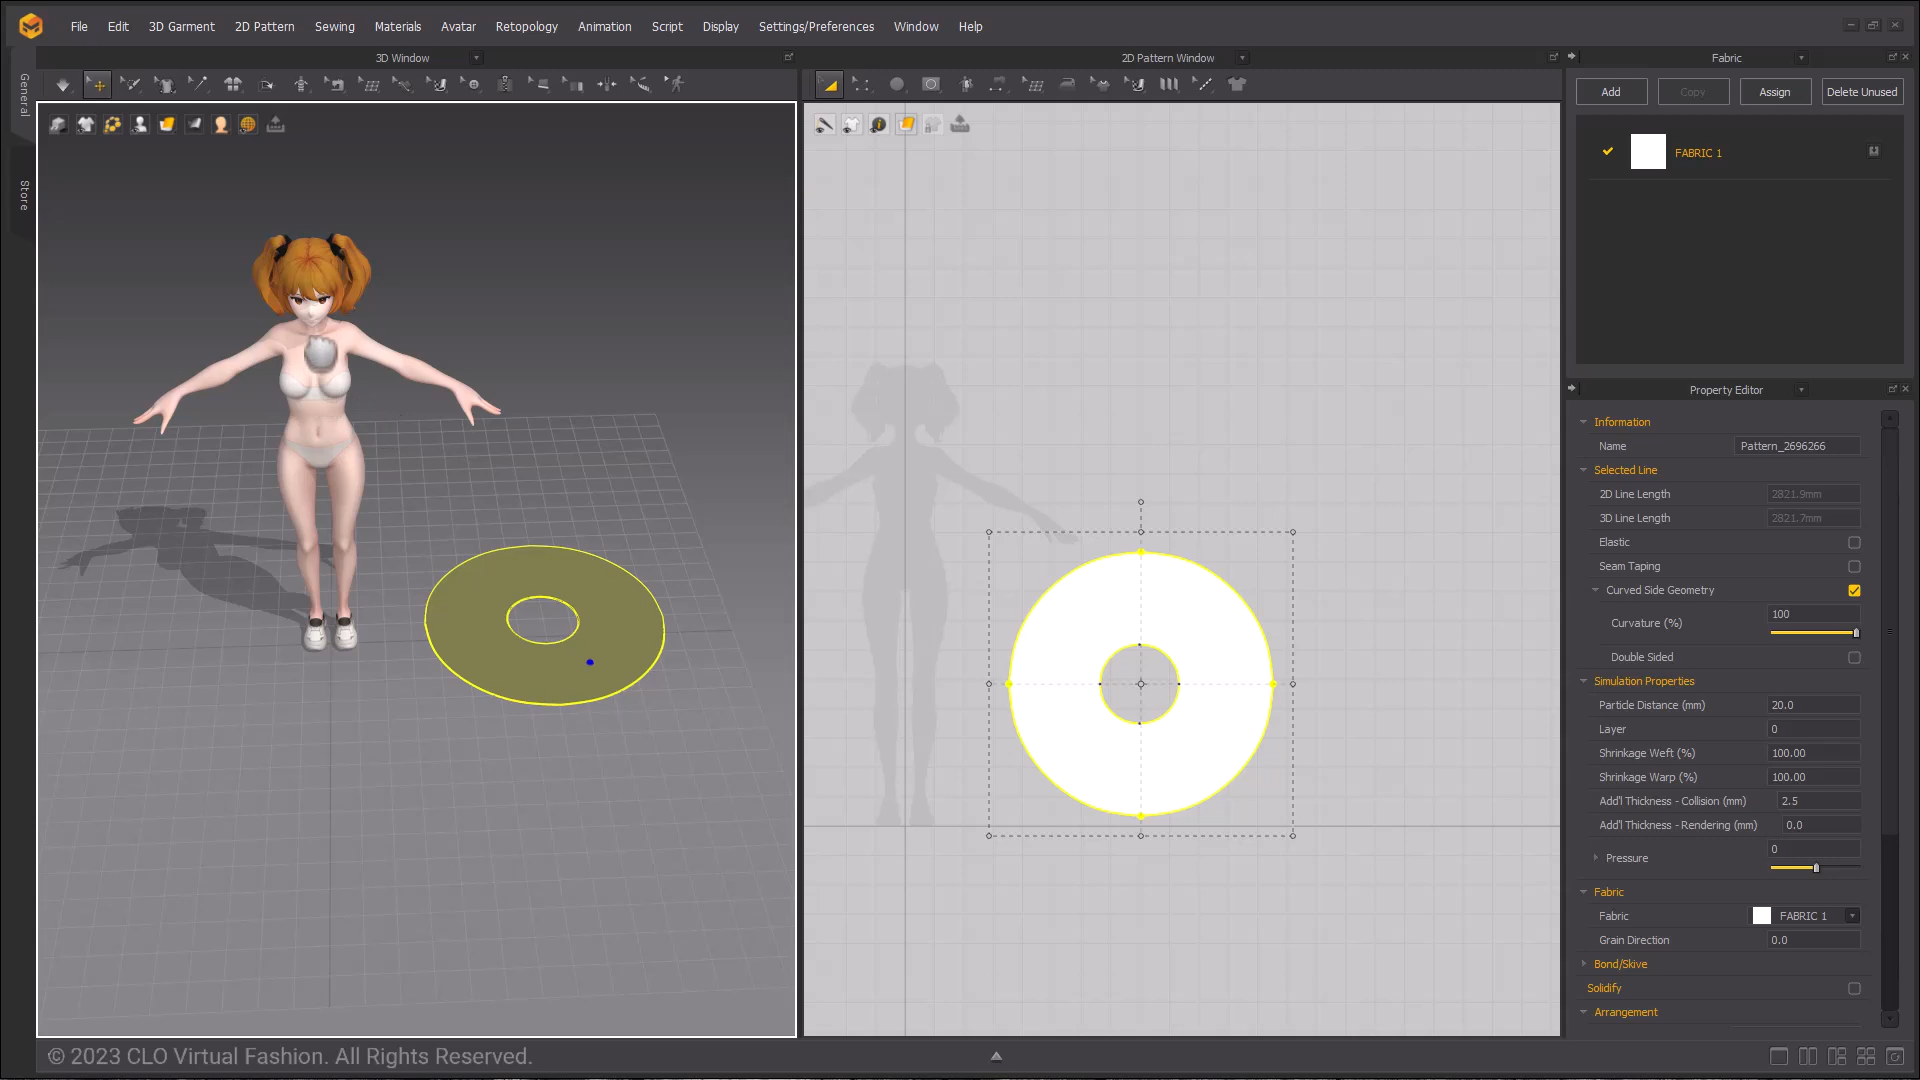 File Edit 3D Garment 2D Pattern Sewing Materials Avatar Retopology Animation Script Display Settings/Preferences Window Help
3D Window
2D Pattern Window
Fabric
General
Store
Add Copy Assign Delete Unused
FABRIC 1
Property Editor
Information
Name Pattern_2696266
Selected Line
2D Line Length 2821.9mm
3D Line Length 2821.7mm
Elastic
Seam Taping
Curved Side Geometry
Curvature (%) 100
Double Sided
Simulation Properties
Particle Distance (mm) 20.0
Layer 0
Shrinkage Weft (%) 100.00
Shrinkage Warp (%) 100.00
Add'l Thickness - Collision (mm) 2.5
Add'l Thickness - Rendering (mm) 0.0
Pressure 0
Fabric
Fabric FABRIC 1
Grain Direction 0.0
Bond/Skive
Solidify
Arrangement
© 2023 CLO Virtual Fashion. All Rights Reserved.